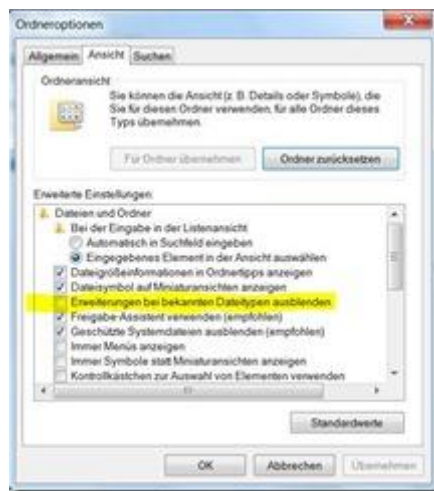 Ordneroptionen
Allgemein Ansicht Suchen
Ordneransicht
Sie können die Ansicht (z. B. Details oder Symbole), die
Sie für diesen Ordner verwenden, für alle Ordner dieses
Typs übernehmen.
Für Ordner übernehmen Ordner zurücksetzen
Erweiterte Einstellungen:
Dateien und Ordner
Bei der Eingabe in der Listenansicht
Automatisch in Suchfeld eingeben
Eingegebenes Element in der Ansicht auswählen
Dateigrößeinformationen in Ordnertipps anzeigen
Dateisymbol auf Miniaturansichten anzeigen
Erweiterungen bei bekannten Dateitypen ausblenden
Freigabe-Assistent verwenden (empfohlen)
Geschützte Systemdateien ausblenden (empfohlen)
Immer Menüs anzeigen
Immer Symbole statt Miniaturansichten anzeigen
Kontrollkästchen zur Auswahl von Elementen verwenden
Standardwerte
OK Abbrechen Übernehmen